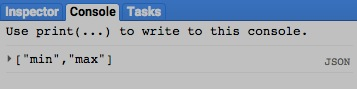 Inspector Console Tasks
Use print(...) to write to this console.
["min","max"] JSON